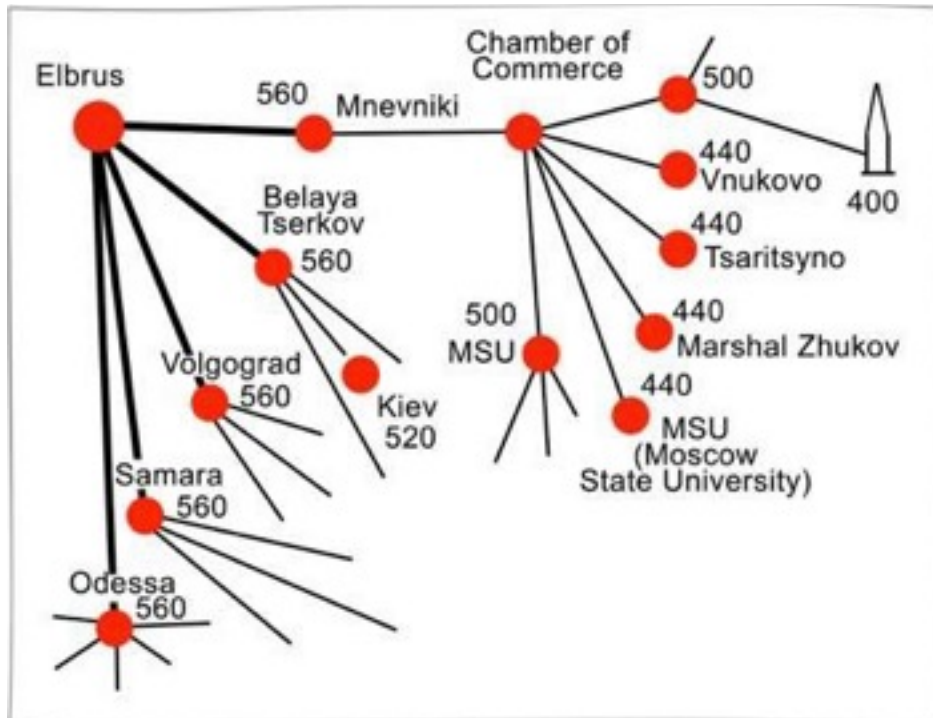 Elbrus
560
Mnevniki
Chamber of
Commerce
500
440
Vnukovo
400
440
Tsaritsyno
Belaya
Tserkov
560
500
MSU
440
Marshal Zhukov
Volgograd
560
Kiev
520
440
MSU
(Moscow
State University)
Samara
560
Odessa
560